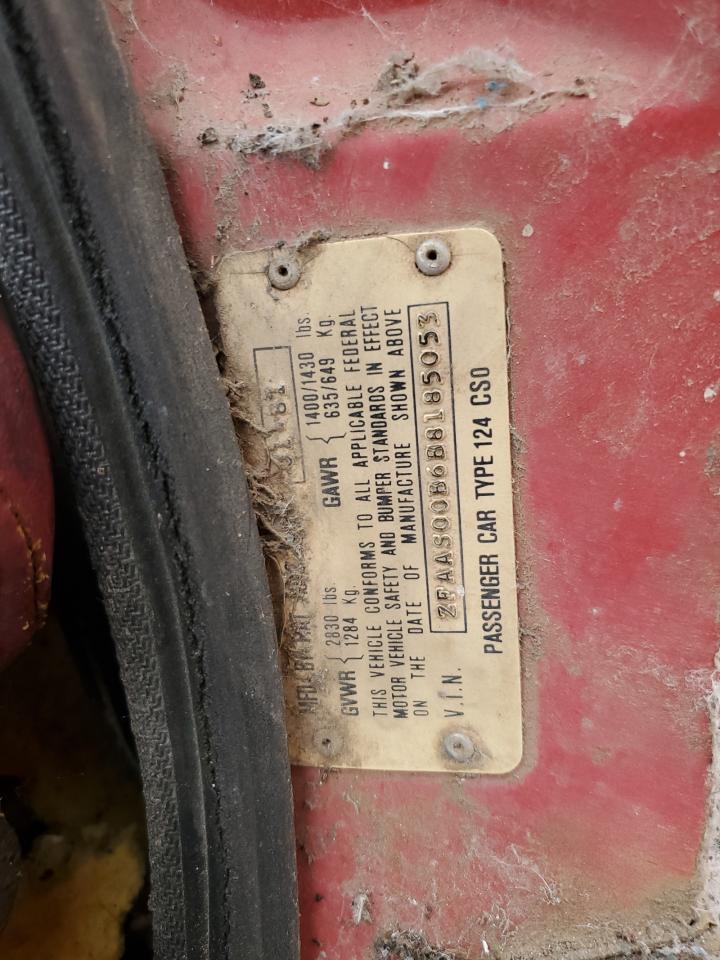 MFD. BY FIAT
01-81
GVWR { 2830 lbs. GAWR { 1400/1430 lbs.
1284 Kg. 635/649 Kg.
THIS VEHICLE CONFORMS TO ALL APPLICABLE FEDERAL
MOTOR VEHICLE SAFETY AND BUMPER STANDARDS IN EFFECT
ON THE DATE OF MANUFACTURE SHOWN ABOVE
V.I.N. ZFAAS00B6B8185053
PASSENGER CAR TYPE 124 CS0